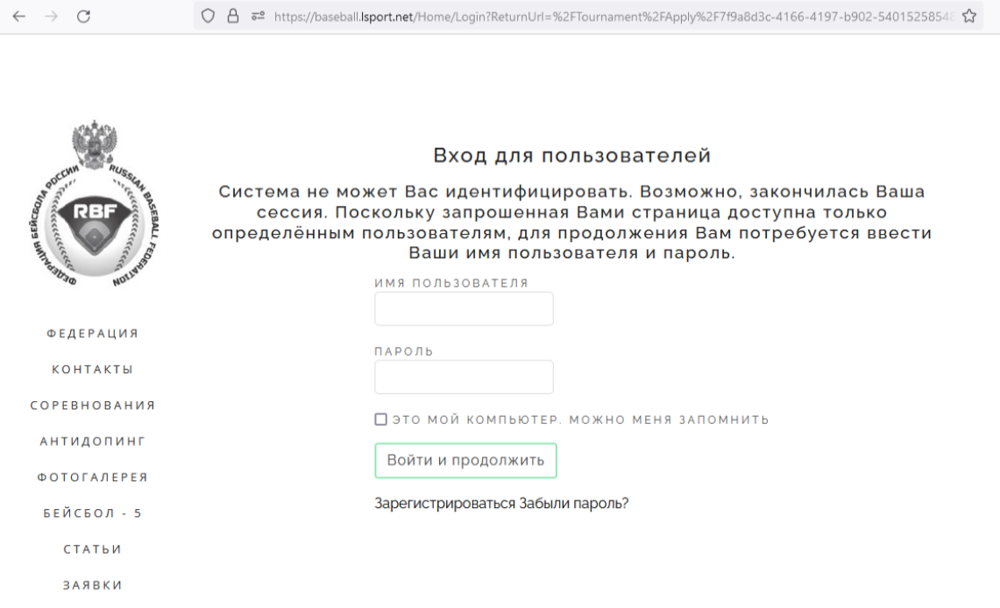 https://baseball.lsport.net/Home/Login?ReturnUrl=%2FTournament%2FApply%2F7f9a8d3c-4166-4197-b902-54015258548
ФЕДЕРАЦИЯ БЕЙСБОЛА РОССИИ
RUSSIAN BASEBALL FEDERATION
RBF
ФЕДЕРАЦИЯ
КОНТАКТЫ
СОРЕВНОВАНИЯ
АНТИДОПИНГ
ФОТОГАЛЕРЕЯ
БЕЙСБОЛ - 5
СТАТЬИ
ЗАЯВКИ
Вход для пользователей
Система не может Вас идентифицировать. Возможно, закончилась Ваша
сессия. Поскольку запрошенная Вами страница доступна только
определённым пользователям, для продолжения Вам потребуется ввести
Ваши имя пользователя и пароль.
ИМЯ ПОЛЬЗОВАТЕЛЯ
ПАРОЛЬ
ЭТО МОЙ КОМПЬЮТЕР. МОЖНО МЕНЯ ЗАПОМНИТЬ
Войти и продолжить
Зарегистрироваться Забыли пароль?